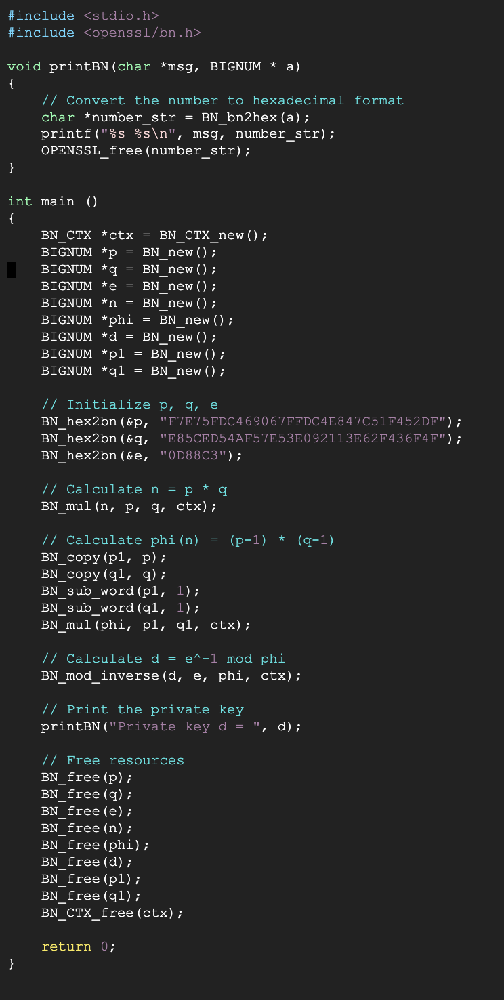 #include <stdio.h>
#include <openssl/bn.h>

void printBN(char *msg, BIGNUM * a)
{
    // Convert the number to hexadecimal format
    char *number_str = BN_bn2hex(a);
    printf("%s %s\n", msg, number_str);
    OPENSSL_free(number_str);
}

int main ()
{
    BN_CTX *ctx = BN_CTX_new();
    BIGNUM *p = BN_new();
    BIGNUM *q = BN_new();
    BIGNUM *e = BN_new();
    BIGNUM *n = BN_new();
    BIGNUM *phi = BN_new();
    BIGNUM *d = BN_new();
    BIGNUM *p1 = BN_new();
    BIGNUM *q1 = BN_new();

    // Initialize p, q, e
    BN_hex2bn(&p, "F7E75FDC469067FFDC4E847C51F452DF");
    BN_hex2bn(&q, "E85CED54AF57E53E092113E62F436F4F");
    BN_hex2bn(&e, "0D88C3");

    // Calculate n = p * q
    BN_mul(n, p, q, ctx);

    // Calculate phi(n) = (p-1) * (q-1)
    BN_copy(p1, p);
    BN_copy(q1, q);
    BN_sub_word(p1, 1);
    BN_sub_word(q1, 1);
    BN_mul(phi, p1, q1, ctx);

    // Calculate d = e^-1 mod phi
    BN_mod_inverse(d, e, phi, ctx);

    // Print the private key
    printBN("Private key d = ", d);

    // Free resources
    BN_free(p);
    BN_free(q);
    BN_free(e);
    BN_free(n);
    BN_free(phi);
    BN_free(d);
    BN_free(p1);
    BN_free(q1);
    BN_CTX_free(ctx);

    return 0;
}